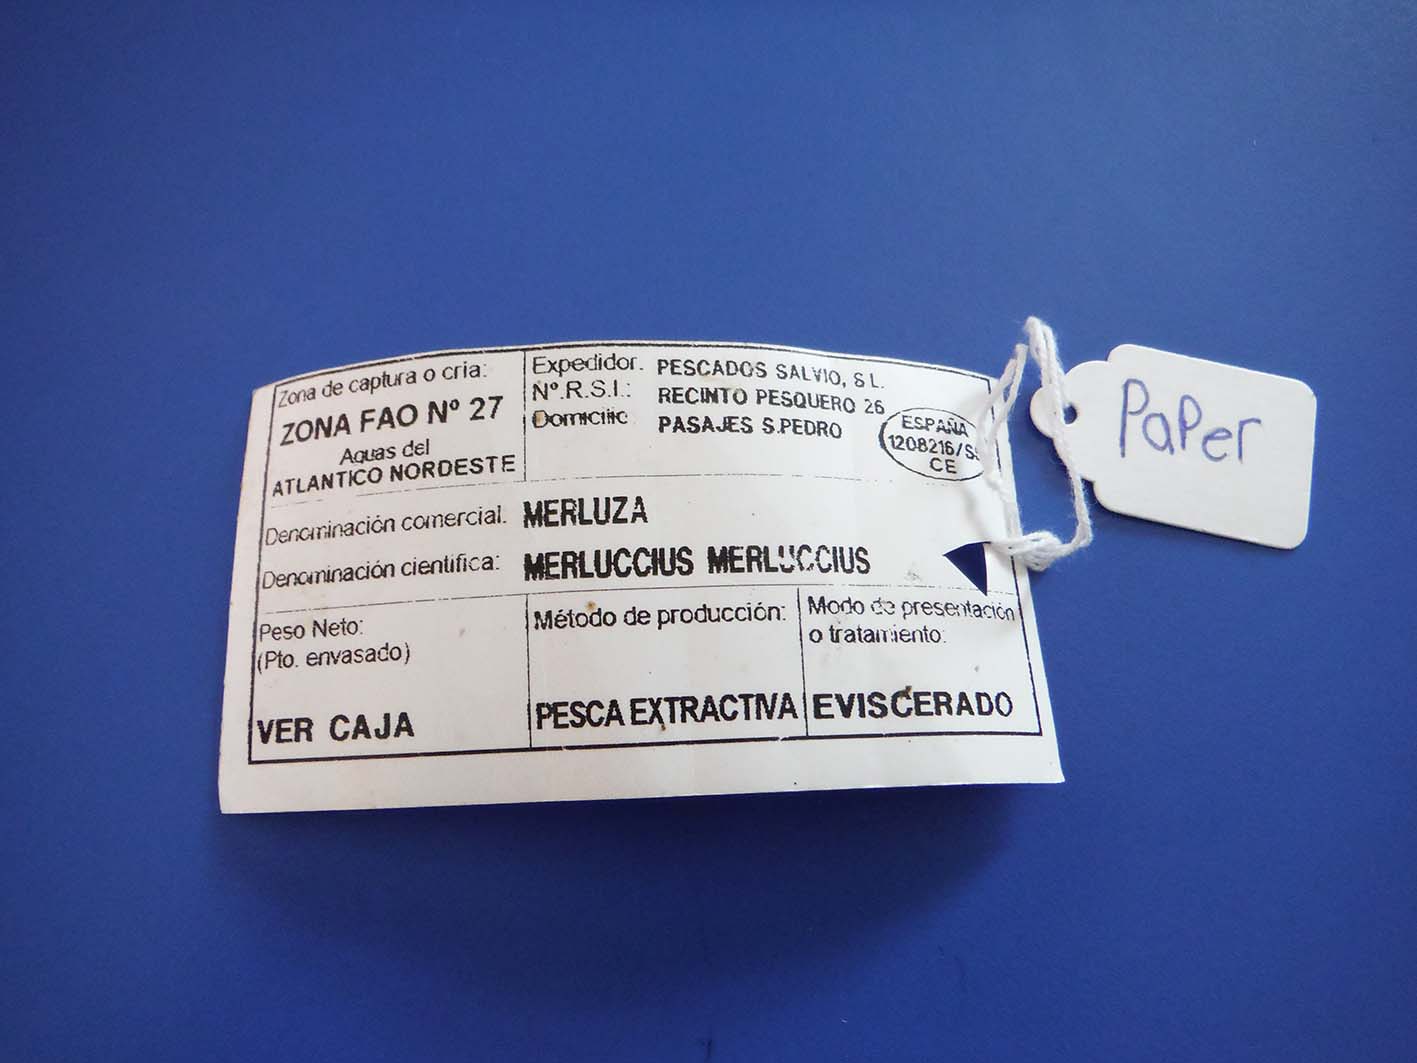 Zona de captura o cria:
ZONA FAO Nº 27
Aguas del
ATLANTICO NORDESTE
Expedidor. PESCADOS SALVIO, S L.
Nº.R.S.I.: RECINTO PESQUERO 26
Domicilio PASAJES S.PEDRO
ESPAÑA
1208216/S
CE
Denominación comercial: MERLUZA
Denominación cientifica: MERLUCCIUS MERLUCCIUS
Peso Neto:
(Pto. envasado)
VER CAJA
Método de producción:
PESCA EXTRACTIVA
Modo de presentación
o tratamiento:
EVISCERADO
PaPer